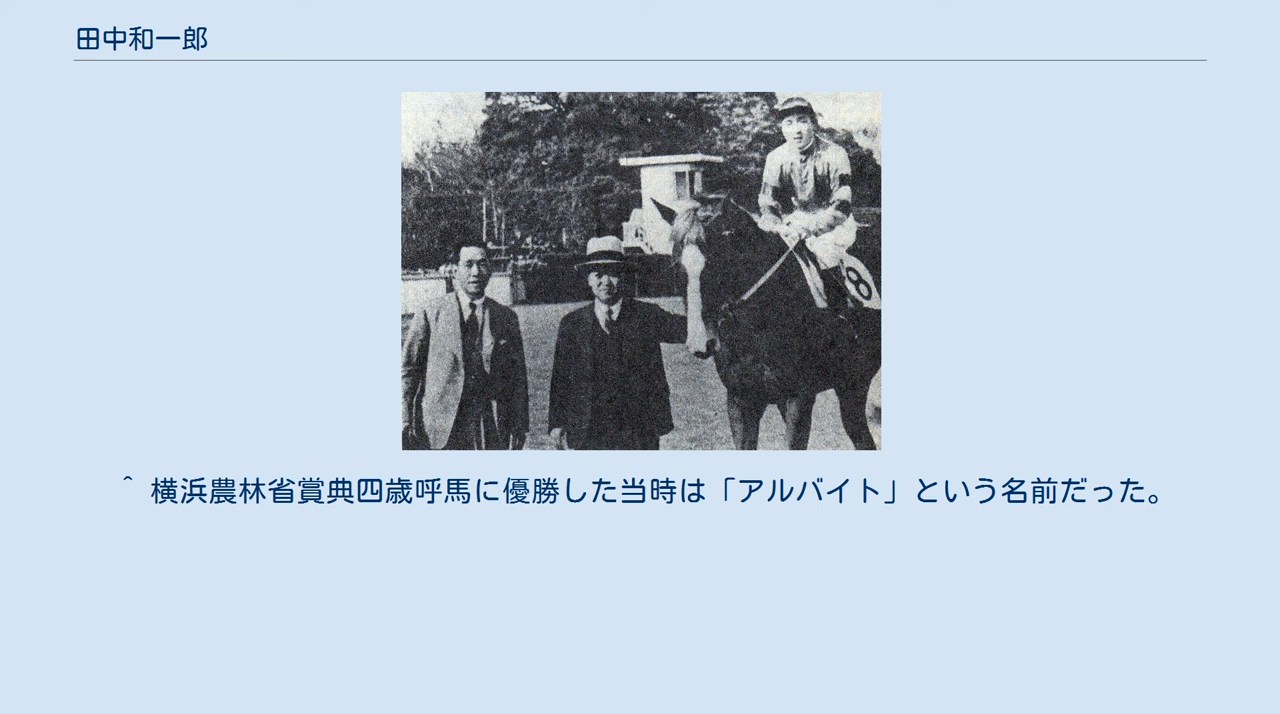 田中和一郎
8
^ 横浜農林省賞典四歳呼馬に優勝した当時は「アルバイト」という名前だった。